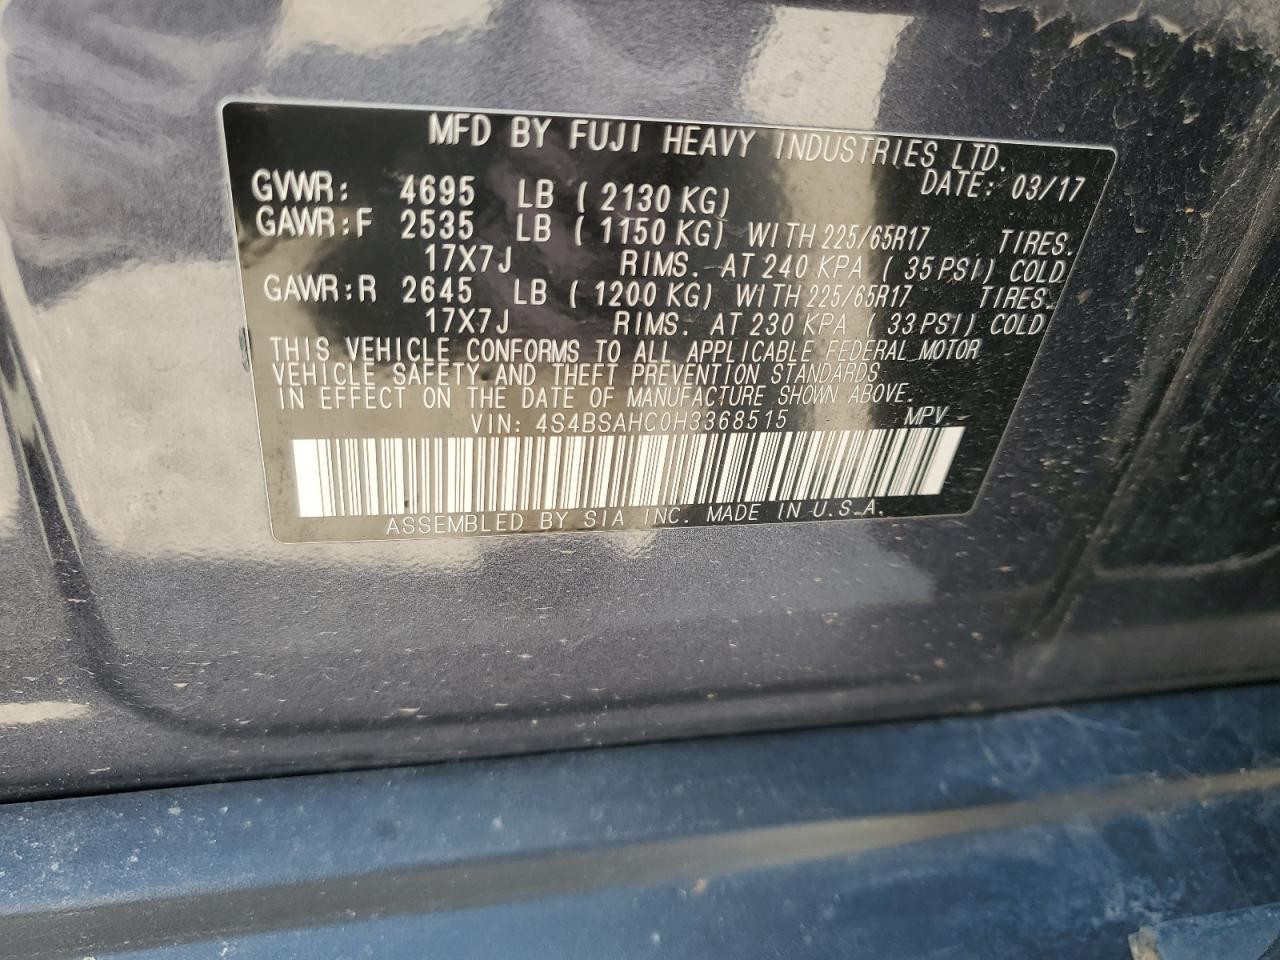 MFD BY FUJI HEAVY INDUSTRIES LTD.
DATE: 03/17
GVWR: 4695 LB ( 2130 KG)
GAWR:F 2535 LB ( 1150 KG) WITH 225/65R17 TIRES.
17X7J RIMS. AT 240 KPA ( 35 PSI) COLD
GAWR:R 2645 LB ( 1200 KG) WITH 225/65R17 TIRES.
17X7J RIMS. AT 230 KPA ( 33 PSI) COLD
THIS VEHICLE CONFORMS TO ALL APPLICABLE FEDERAL MOTOR
VEHICLE SAFETY AND THEFT PREVENTION STANDARDS
IN EFFECT ON THE DATE OF MANUFACTURE SHOWN ABOVE.
VIN: 4S4BSAHC0H3368515 MPV
ASSEMBLED BY SIA INC. MADE IN U.S.A.